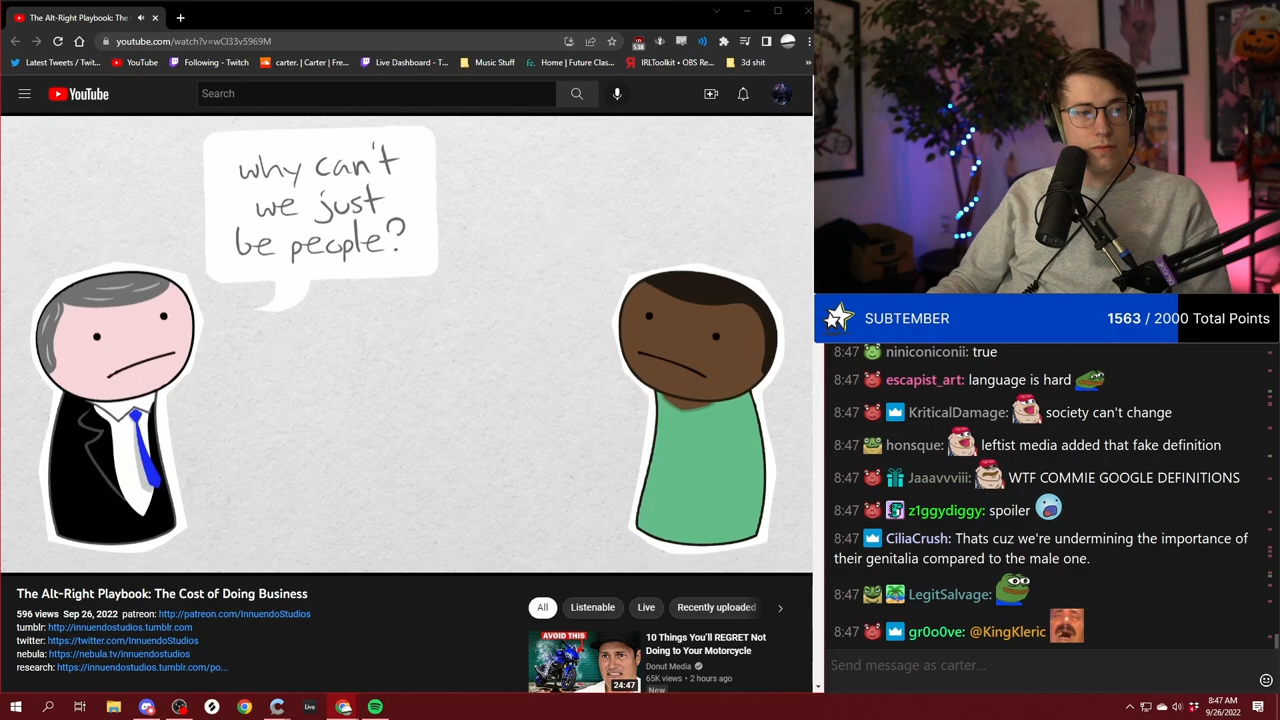 The Alt-Right Playbook: The
youtube.com/watch?v=wCl33v5969M
538
Latest Tweets / Twit...
YouTube
Following - Twitch
carter. | Carter | Fre...
Live Dashboard - T...
Music Stuff
Home | Future Clas...
IRLToolkit • OBS Re...
3d shit
»
YouTube
Search
why can't
we just
be people?
The Alt-Right Playbook: The Cost of Doing Business
596 views Sep 26, 2022 patreon: http://patreon.com/InnuendoStudios
tumblr: http://innuendostudios.tumblr.com
twitter: https://twitter.com/InnuendoStudios
nebula: https://nebula.tv/innuendostudios
research: https://innuendostudios.tumblr.com/po...
All
Listenable
Live
Recently uploaded
AVOID THIS
24:47
10 Things You'll REGRET Not
Doing to Your Motorcycle
Donut Media
65K views • 2 hours ago
New
SUBTEMBER
1563 / 2000 Total Points
8:47 niniconiconii: true
8:47 escapist_art: language is hard
8:47 KriticalDamage: society can't change
8:47 honsque: leftist media added that fake definition
8:47 Jaaavvviii: WTF COMMIE GOOGLE DEFINITIONS
8:47 z1ggydiggy: spoiler
8:47 CiliaCrush: Thats cuz we're undermining the importance of
their genitalia compared to the male one.
8:47 LegitSalvage:
8:47 gr0o0ve: @KingKleric
Send message as carter...
Live
8:47 AM
9/26/2022